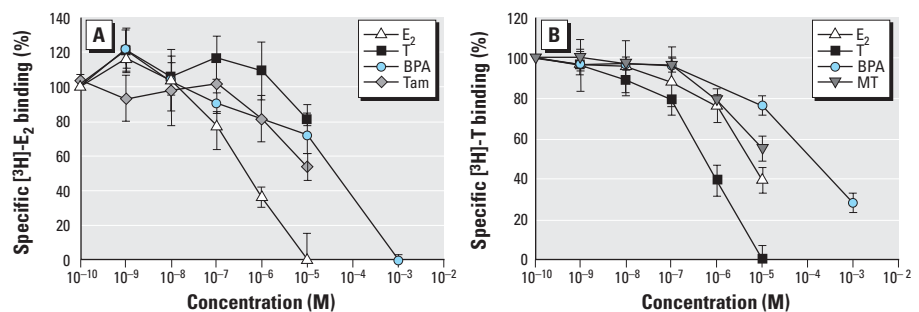 A
Specific [³H]-E₂ binding (%)
140
120
100
80
60
40
20
0
E₂
T
BPA
Tam
10⁻¹⁰ 10⁻⁹ 10⁻⁸ 10⁻⁷ 10⁻⁶ 10⁻⁵ 10⁻⁴ 10⁻³ 10⁻²
Concentration (M)
B
Specific [³H]-T binding (%)
120
100
80
60
40
20
0
E₂
T
BPA
MT
10⁻¹⁰ 10⁻⁹ 10⁻⁸ 10⁻⁷ 10⁻⁶ 10⁻⁵ 10⁻⁴ 10⁻³ 10⁻²
Concentration (M)